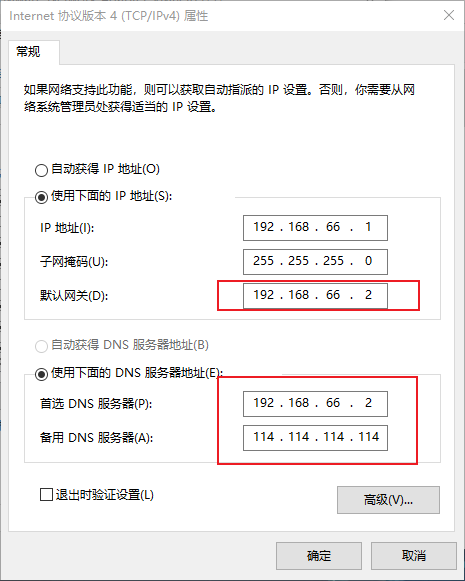 Internet 协议版本 4 (TCP/IPv4) 属性
常规
如果网络支持此功能，则可以获取自动指派的 IP 设置。否则，你需要从网
络系统管理员处获得适当的 IP 设置。
自动获得 IP 地址(O)
使用下面的 IP 地址(S):
IP 地址(I): 192 . 168 . 66 . 1
子网掩码(U): 255 . 255 . 255 . 0
默认网关(D): 192 . 168 . 66 . 2
自动获得 DNS 服务器地址(B)
使用下面的 DNS 服务器地址(E):
首选 DNS 服务器(P): 192 . 168 . 66 . 2
备用 DNS 服务器(A): 114 . 114 . 114 . 114
退出时验证设置(L)
高级(V)...
确定 取消